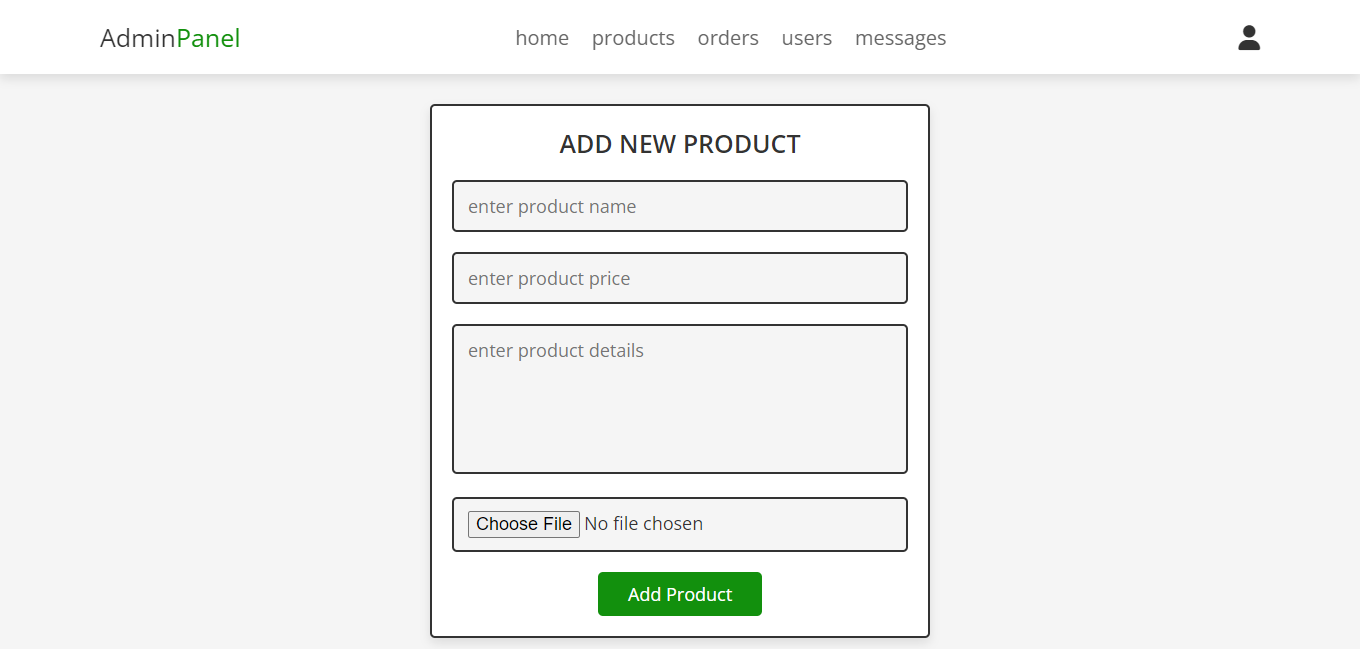 AdminPanel
home products orders users messages
ADD NEW PRODUCT
enter product name
enter product price
enter product details
Choose File No file chosen
Add Product